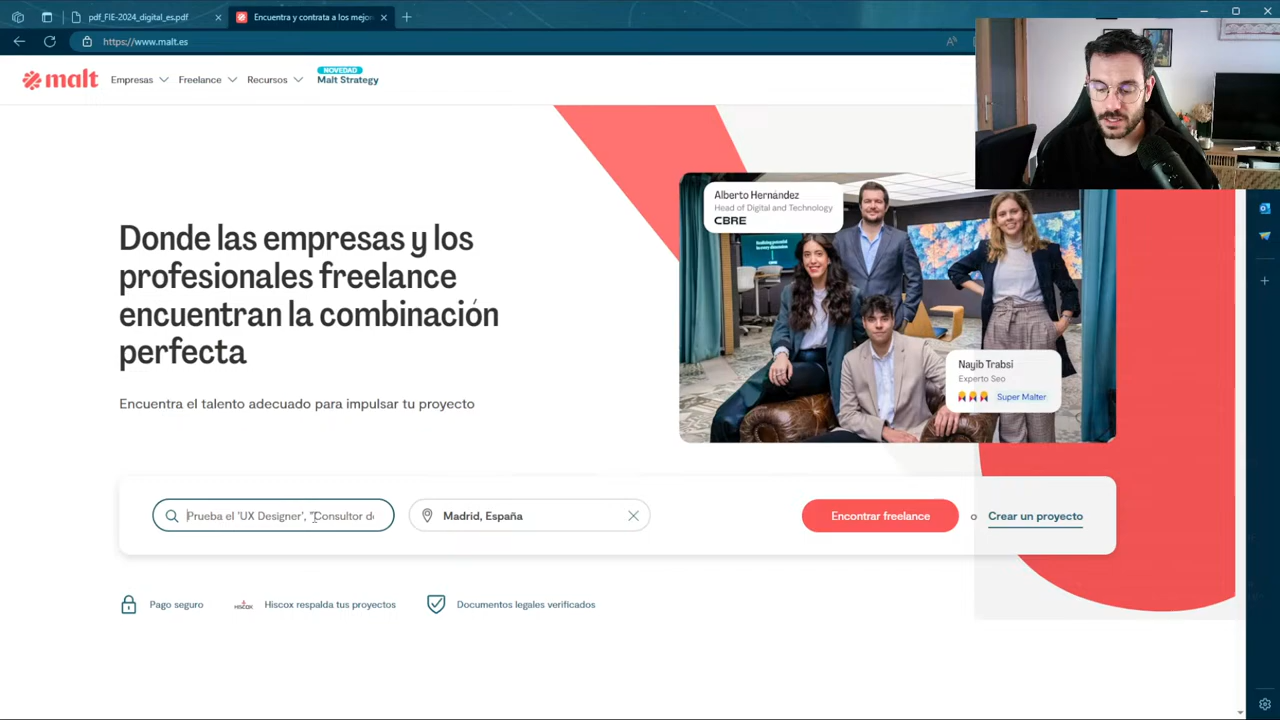 pdf_FIE-2024_digital_es.pdf
Encuentra y contrata a los mejor
https://www.malt.es
malt
Empresas
Freelance
Recursos
NOVEDAD
Malt Strategy
Donde las empresas y los
profesionales freelance
encuentran la combinación
perfecta
Encuentra el talento adecuado para impulsar tu proyecto
Alberto Hernández
Head of Digital and Technology
CBRE
Nayib Trabsi
Experto Seo
Super Malter
Prueba el 'UX Designer', "Consultor de
Madrid, España
Encontrar freelance
o
Crear un proyecto
Pago seguro
HISCOX
Hiscox respalda tus proyectos
Documentos legales verificados